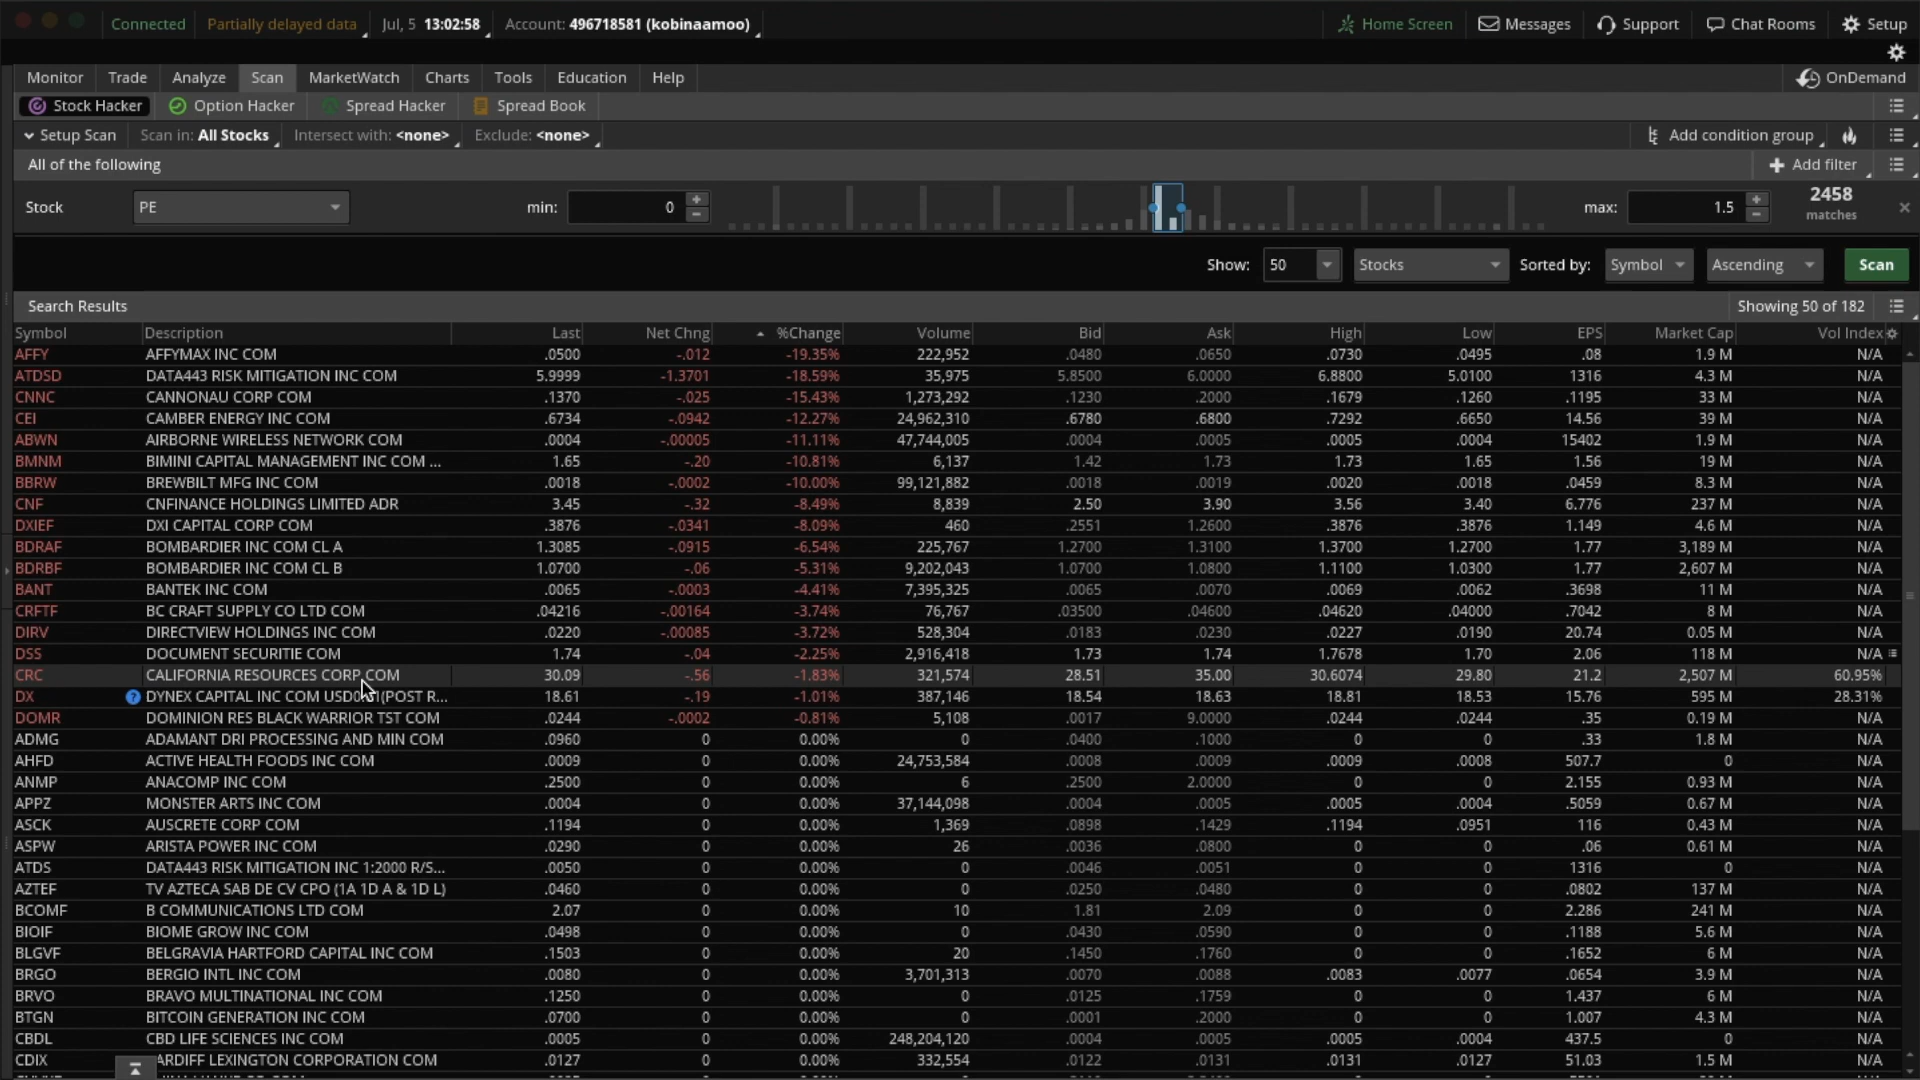 Connected Partially delayed data Jul, 5 13:02:58 Account: 496718581 (kobinaamoo) Home Screen Messages Support Chat Rooms Setup
Monitor Trade Analyze Scan MarketWatch Charts Tools Education Help OnDemand
Stock Hacker Option Hacker Spread Hacker Spread Book
Setup Scan Scan in: All Stocks Intersect with: <none> Exclude: <none> Add condition group
All of the following Add filter
Stock PE min: 0 max: 1.5 2458 matches
Show: 50 Stocks Sorted by: Symbol Ascending Scan
Search Results Showing 50 of 182
Symbol Description Last Net Chng %Change Volume Bid Ask High Low EPS Market Cap Vol Index
AFFY AFFYMAX INC COM .0500 -.012 -19.35% 222,952 .0480 .0650 .0730 .0495 .08 1.9 M N/A
ATDSD DATA443 RISK MITIGATION INC COM 5.9999 -1.3701 -18.59% 35,975 5.8500 6.0000 6.8800 5.0100 1316 4.3 M N/A
CNNC CANNONAU CORP COM .1370 -.025 -15.43% 1,273,292 .1230 .2000 .1679 .1260 .1195 33 M N/A
CEI CAMBER ENERGY INC COM .6734 -.0942 -12.27% 24,962,310 .6780 .6800 .7292 .6650 14.56 39 M N/A
ABWN AIRBORNE WIRELESS NETWORK COM .0004 -.00005 -11.11% 47,744,005 .0004 .0005 .0005 .0004 15402 1.9 M N/A
BMNM BIMINI CAPITAL MANAGEMENT INC COM ... 1.65 -.20 -10.81% 6,137 1.42 1.73 1.73 1.65 1.56 19 M N/A
BBRW BREWBILT MFG INC COM .0018 -.0002 -10.00% 99,121,882 .0018 .0019 .0020 .0018 .0459 8.3 M N/A
CNF CNFINANCE HOLDINGS LIMITED ADR 3.45 -.32 -8.49% 8,839 2.50 3.90 3.56 3.40 6.776 237 M N/A
DXIEF DXI CAPITAL CORP COM .3876 -.0341 -8.09% 460 .2551 1.2600 .3876 .3876 1.149 4.6 M N/A
BDRAF BOMBARDIER INC COM CL A 1.3085 -.0915 -6.54% 225,767 1.2700 1.3100 1.3700 1.2700 1.77 3,189 M N/A
BDRBF BOMBARDIER INC COM CL B 1.0700 -.06 -5.31% 9,202,043 1.0700 1.0800 1.1100 1.0300 1.77 2,607 M N/A
BANT BANTEK INC COM .0065 -.0003 -4.41% 7,395,325 .0065 .0070 .0069 .0062 .3698 11 M N/A
CRFTF BC CRAFT SUPPLY CO LTD COM .04216 -.00164 -3.74% 76,767 .03500 .04600 .04620 .04000 .7042 8 M N/A
DIRV DIRECTVIEW HOLDINGS INC COM .0220 -.00085 -3.72% 528,304 .0183 .0230 .0227 .0190 20.74 0.05 M N/A
DSS DOCUMENT SECURITIE COM 1.74 -.04 -2.25% 2,916,418 1.73 1.74 1.7678 1.70 2.06 118 M N/A
CRC CALIFORNIA RESOURCES CORP COM 30.09 -.56 -1.83% 321,574 28.51 35.00 30.6074 29.80 21.2 2,507 M 60.95%
DX DYNEX CAPITAL INC COM (POST R... 18.61 -.19 -1.01% 387,146 18.54 18.63 18.81 18.53 15.76 595 M 28.31%
DOMR DOMINION RES BLACK WARRIOR TST COM .0244 -.0002 -0.81% 5,108 .0017 9.0000 .0244 .0244 .35 0.19 M N/A
ADMG ADAMANT DRI PROCESSING AND MIN COM .0960 0 0.00% 0 .0400 .1000 0 0 .33 1.8 M N/A
AHFD ACTIVE HEALTH FOODS INC COM .0009 0 0.00% 24,753,584 .0008 .0009 .0009 .0008 507.7 0 N/A
ANMP ANACOMP INC COM .2500 0 0.00% 6 .2500 2.0000 0 0 2.155 0.93 M N/A
APPZ MONSTER ARTS INC COM .0004 0 0.00% 37,144,098 .0004 .0005 .0005 .0004 .5059 0.67 M N/A
ASCK AUSCRETE CORP COM .1194 0 0.00% 1,369 .0898 .1429 .1194 .0951 116 0.43 M N/A
ASPW ARISTA POWER INC COM .0290 0 0.00% 26 .0036 .0800 0 0 .06 0.61 M N/A
ATDS DATA443 RISK MITIGATION INC 1:2000 R/S... .0050 0 0.00% 0 .0046 .0051 0 0 1316 0 N/A
AZTEF TV AZTECA SAB DE CV CPO (1A 1D A & 1D L) .0460 0 0.00% 0 .0250 .0480 0 0 .0802 137 M N/A
BCOMF B COMMUNICATIONS LTD COM 2.07 0 0.00% 10 1.81 2.09 0 0 2.286 241 M N/A
BIOIF BIOME GROW INC COM .0498 0 0.00% 0 .0430 .0590 0 0 .1188 5.6 M N/A
BLGVF BELGRAVIA HARTFORD CAPITAL INC COM .1503 0 0.00% 20 .1450 .1760 0 0 .1652 6 M N/A
BRGO BERGIO INTL INC COM .0080 0 0.00% 3,701,313 .0070 .0088 .0083 .0077 .0654 3.9 M N/A
BRVO BRAVO MULTINATIONAL INC COM .1250 0 0.00% 0 .0125 .1759 0 0 1.437 6 M N/A
BTGN BITCOIN GENERATION INC COM .0700 0 0.00% 0 .0001 .2000 0 0 1.007 4.3 M N/A
CBDL CBD LIFE SCIENCES INC COM .0005 0 0.00% 248,204,120 .0004 .0005 .0005 .0004 437.5 0 N/A
CDIX ARDIFF LEXINGTON CORPORATION COM .0127 0 0.00% 332,554 .0122 .0131 .0131 .0127 51.03 1.5 M N/A